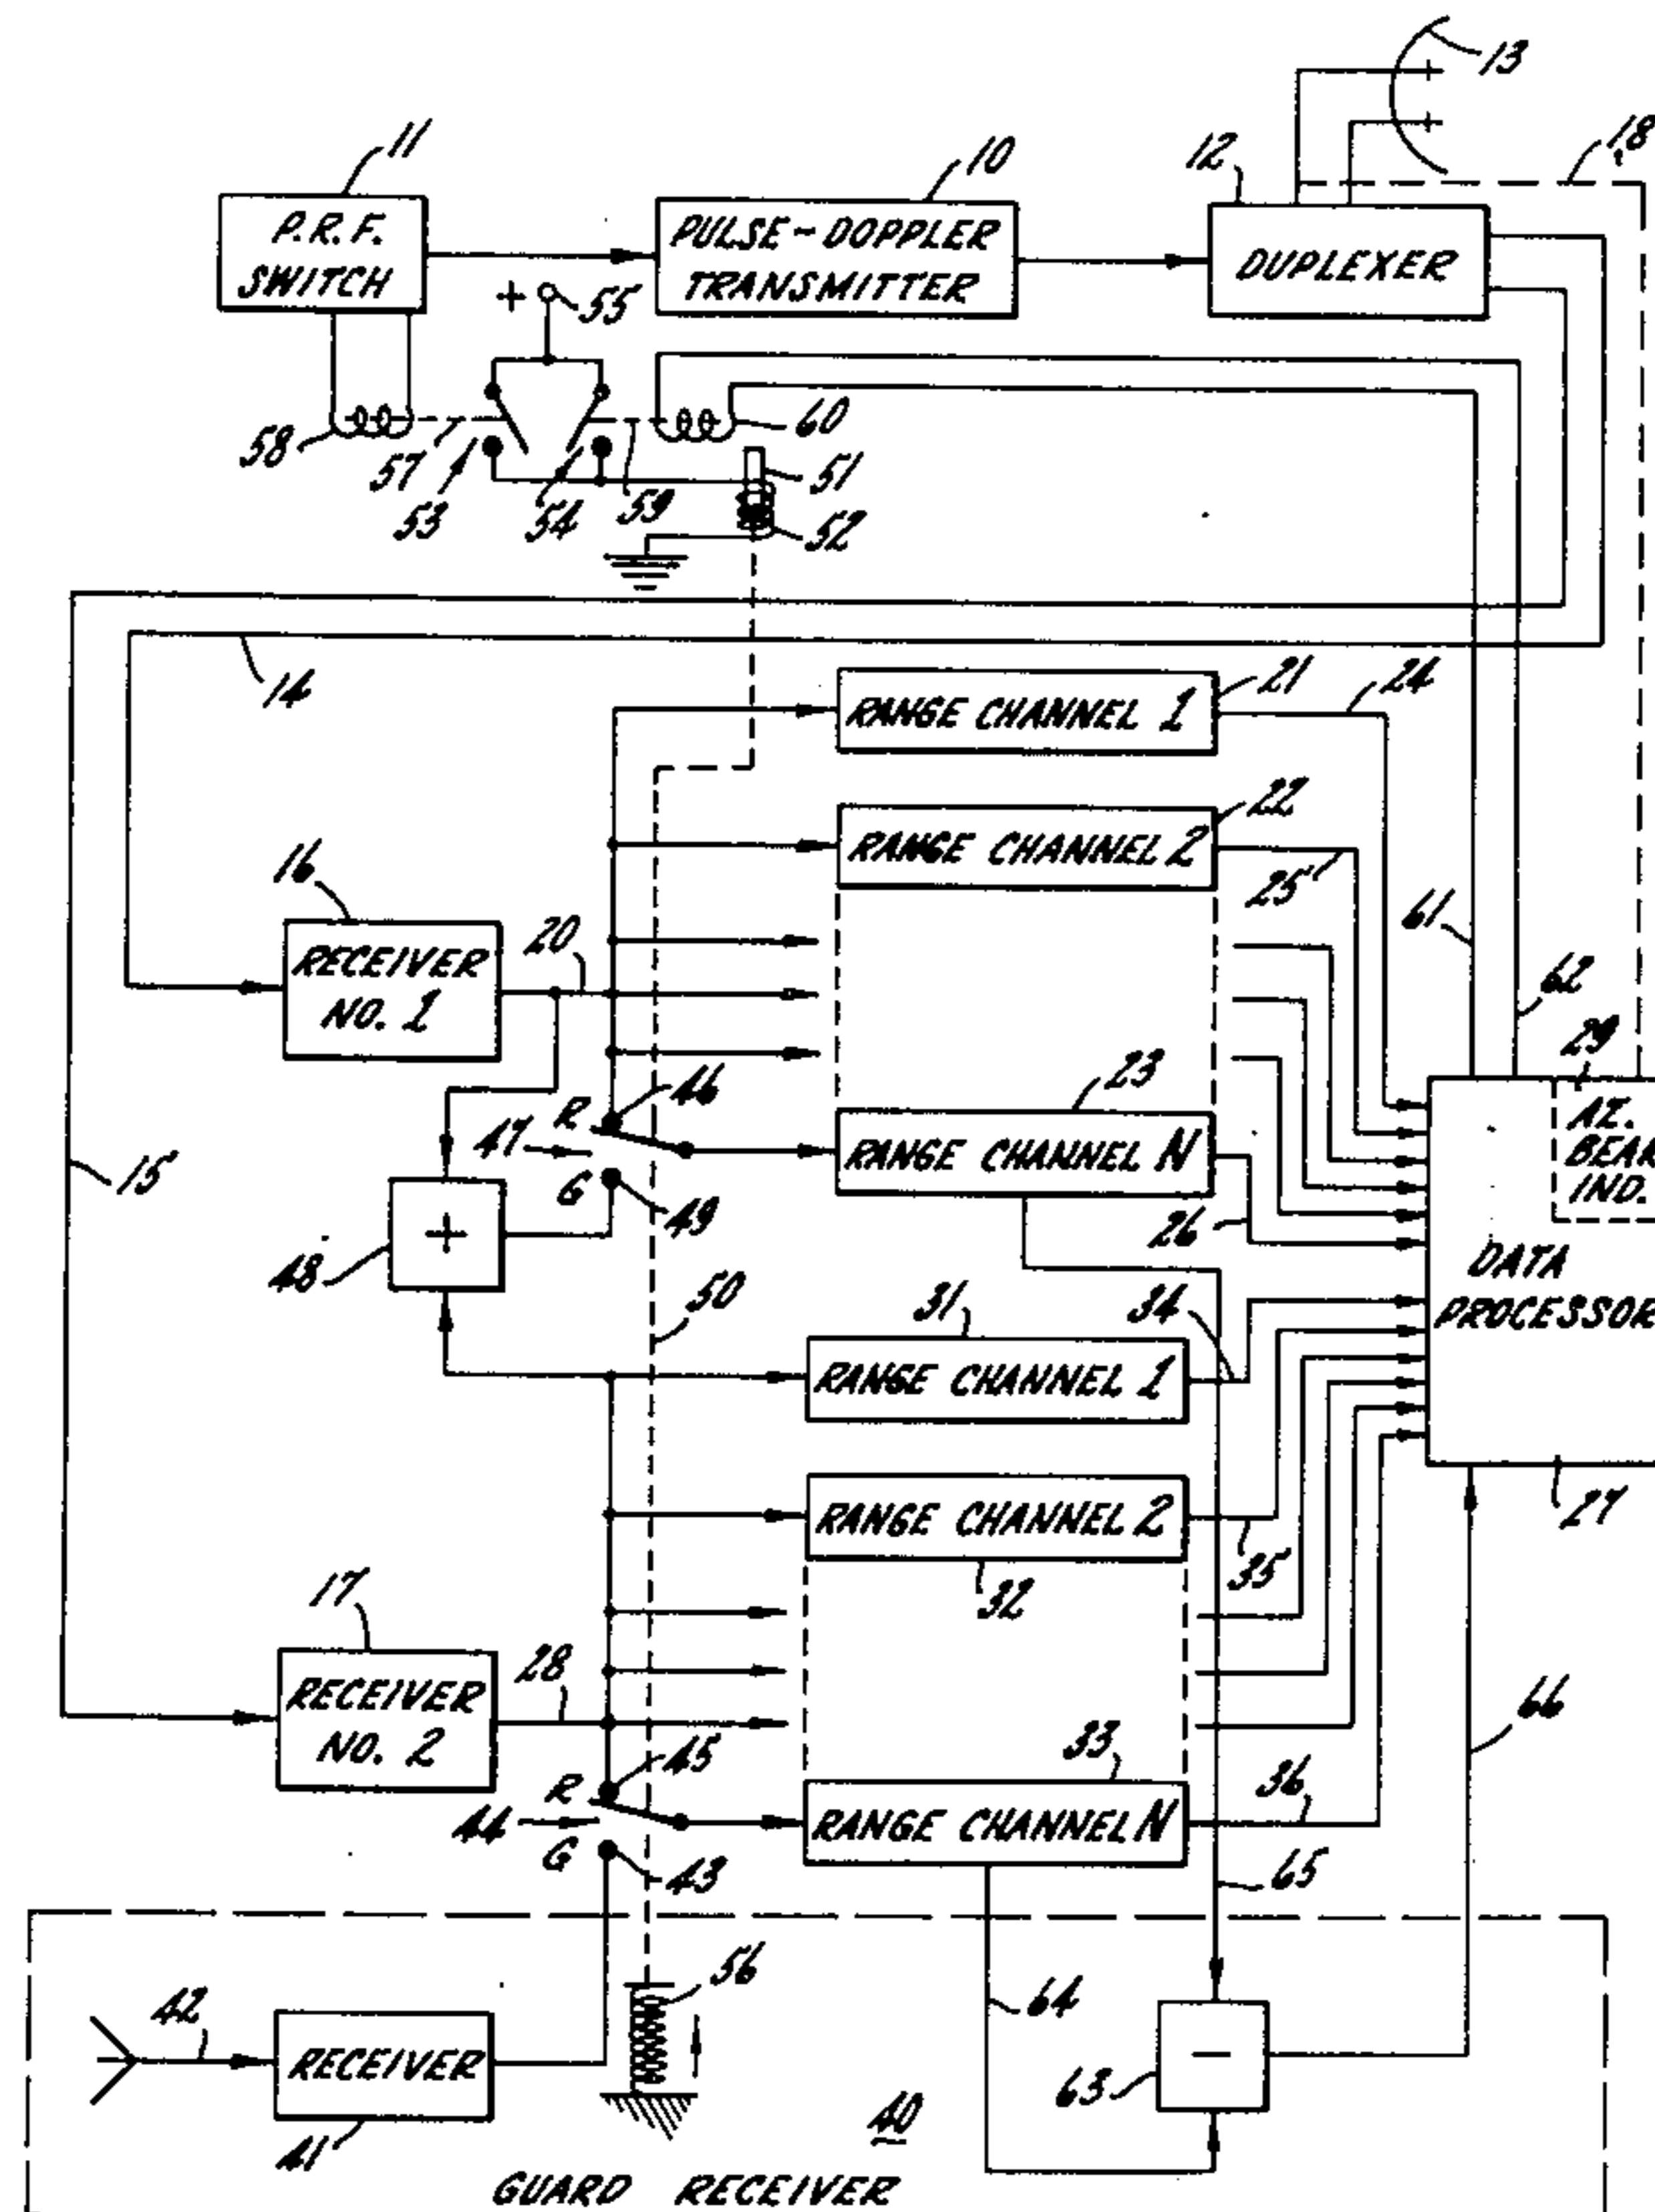 13
18
11
10
12
P.R.F.
SWITCH
PULSE-DOPPLER
TRANSMITTER
DUPLEXER
+
55
58
57
53
54
59
60
51
52
14
RANGE CHANNEL 1
21
24
RANGE CHANNEL 2
22
25
16
20
RECEIVER
NO. 1
61
62
29
23
46
R
47
G
49
RANGE CHANNEL N
26
AZ.
IND.
15
48
+
50
DATA
PROCESSOR
31
34
RANGE CHANNEL 1
RANGE CHANNEL 2
32
35
27
17
28
RECEIVER
NO. 2
33
45
R
44
G
43
RANGE CHANNEL N
36
66
65
56
42
RECEIVER
41
64
63
−
40
GUARD RECEIVER